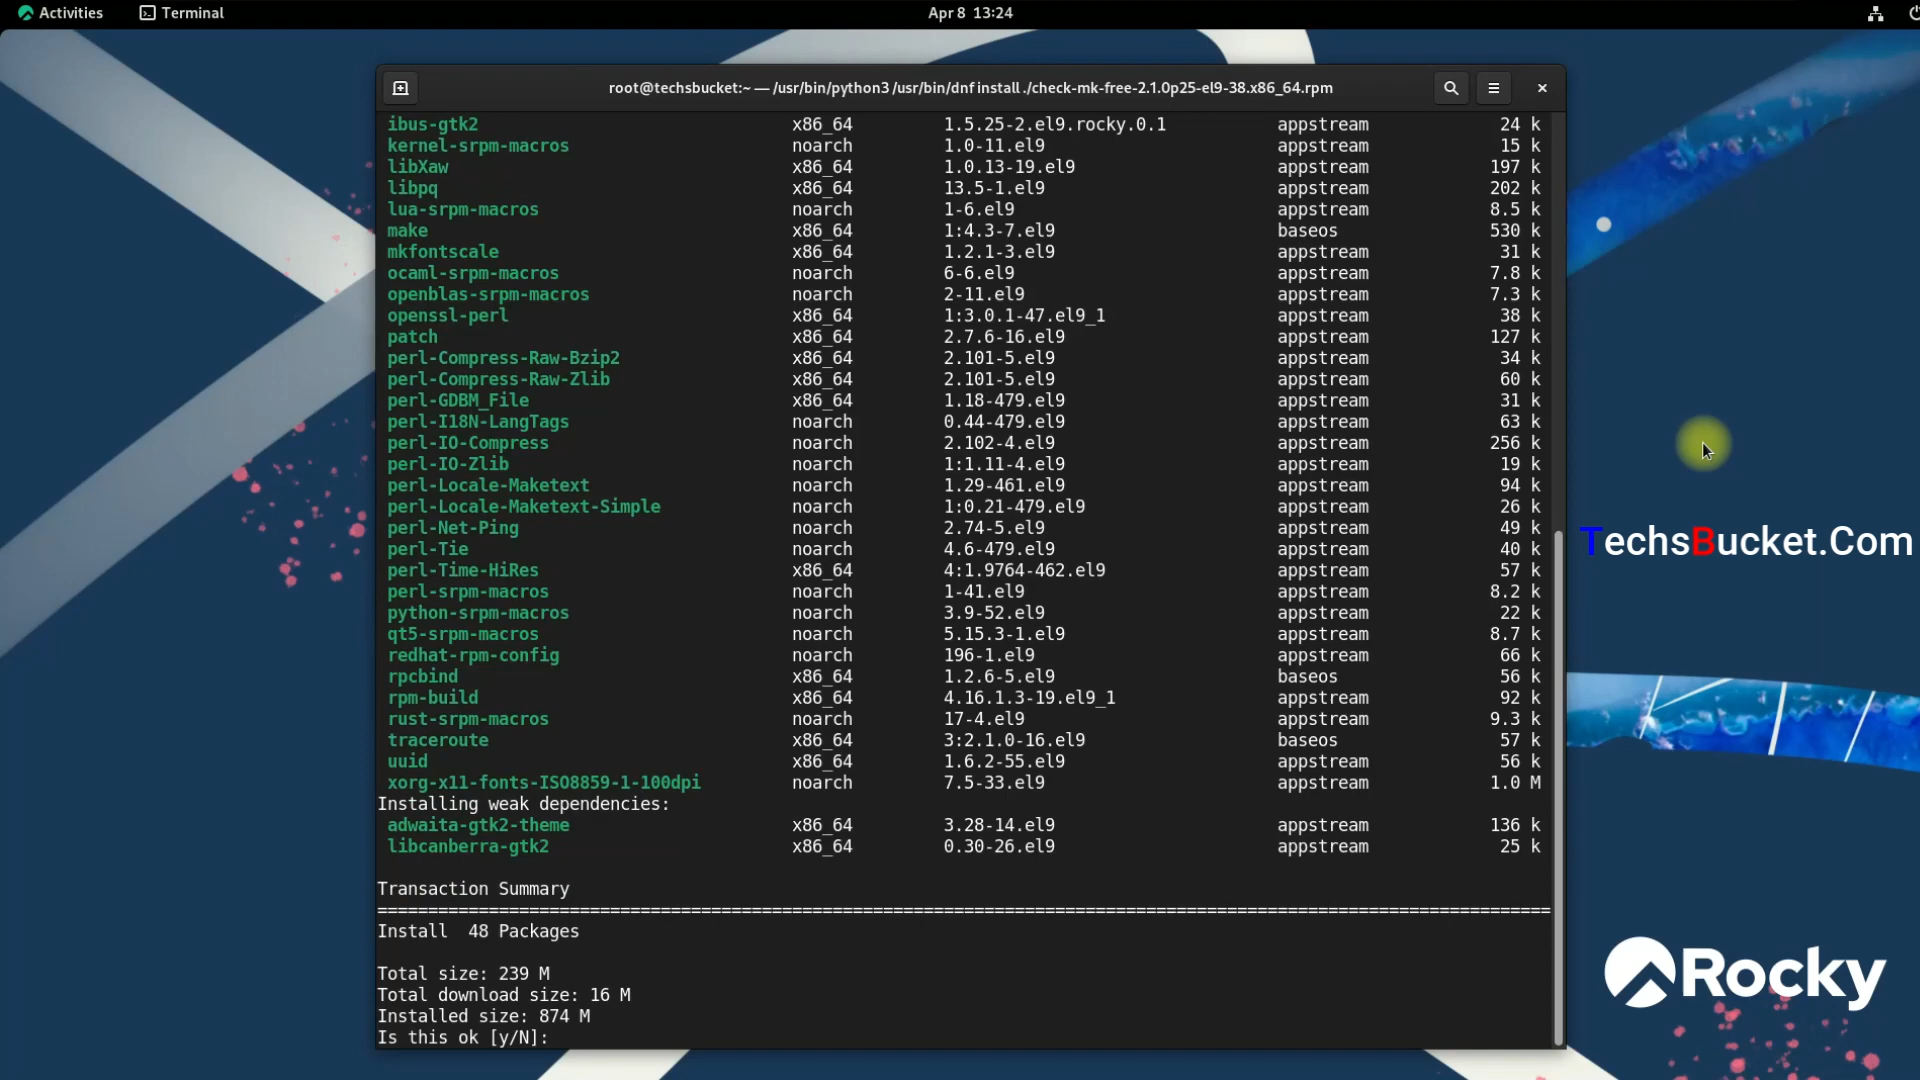 Activities Terminal Apr 8 13:24
root@techsbucket:~ — /usr/bin/python3 /usr/bin/dnf install ./check-mk-free-2.1.0p25-el9-38.x86_64.rpm
ibus-gtk2 x86_64 1.5.25-2.el9.rocky.0.1 appstream 24 k
kernel-srpm-macros noarch 1.0-11.el9 appstream 15 k
libXaw x86_64 1.0.13-19.el9 appstream 197 k
libpq x86_64 13.5-1.el9 appstream 202 k
lua-srpm-macros noarch 1-6.el9 appstream 8.5 k
make x86_64 1:4.3-7.el9 baseos 530 k
mkfontscale x86_64 1.2.1-3.el9 appstream 31 k
ocaml-srpm-macros noarch 6-6.el9 appstream 7.8 k
openblas-srpm-macros noarch 2-11.el9 appstream 7.3 k
openssl-perl x86_64 1:3.0.1-47.el9_1 appstream 38 k
patch x86_64 2.7.6-16.el9 appstream 127 k
perl-Compress-Raw-Bzip2 x86_64 2.101-5.el9 appstream 34 k
perl-Compress-Raw-Zlib x86_64 2.101-5.el9 appstream 60 k
perl-GDBM_File x86_64 1.18-479.el9 appstream 31 k
perl-I18N-LangTags noarch 0.44-479.el9 appstream 63 k
perl-IO-Compress noarch 2.102-4.el9 appstream 256 k
perl-IO-Zlib noarch 1:1.11-4.el9 appstream 19 k
perl-Locale-Maketext noarch 1.29-461.el9 appstream 94 k
perl-Locale-Maketext-Simple noarch 1:0.21-479.el9 appstream 26 k
perl-Net-Ping noarch 2.74-5.el9 appstream 49 k
perl-Tie noarch 4.6-479.el9 appstream 40 k
perl-Time-HiRes x86_64 4:1.9764-462.el9 appstream 57 k
perl-srpm-macros noarch 1-41.el9 appstream 8.2 k
python-srpm-macros noarch 3.9-52.el9 appstream 22 k
qt5-srpm-macros noarch 5.15.3-1.el9 appstream 8.7 k
redhat-rpm-config noarch 196-1.el9 appstream 66 k
rpcbind x86_64 1.2.6-5.el9 baseos 56 k
rpm-build x86_64 4.16.1.3-19.el9_1 appstream 92 k
rust-srpm-macros noarch 17-4.el9 appstream 9.3 k
traceroute x86_64 3:2.1.0-16.el9 baseos 57 k
uuid x86_64 1.6.2-55.el9 appstream 56 k
xorg-x11-fonts-ISO8859-1-100dpi noarch 7.5-33.el9 appstream 1.0 M
Installing weak dependencies:
adwaita-gtk2-theme x86_64 3.28-14.el9 appstream 136 k
libcanberra-gtk2 x86_64 0.30-26.el9 appstream 25 k
Transaction Summary
Install 48 Packages
Total size: 239 M
Total download size: 16 M
Installed size: 874 M
Is this ok [y/N]:
TechsBucket.Com
Rocky